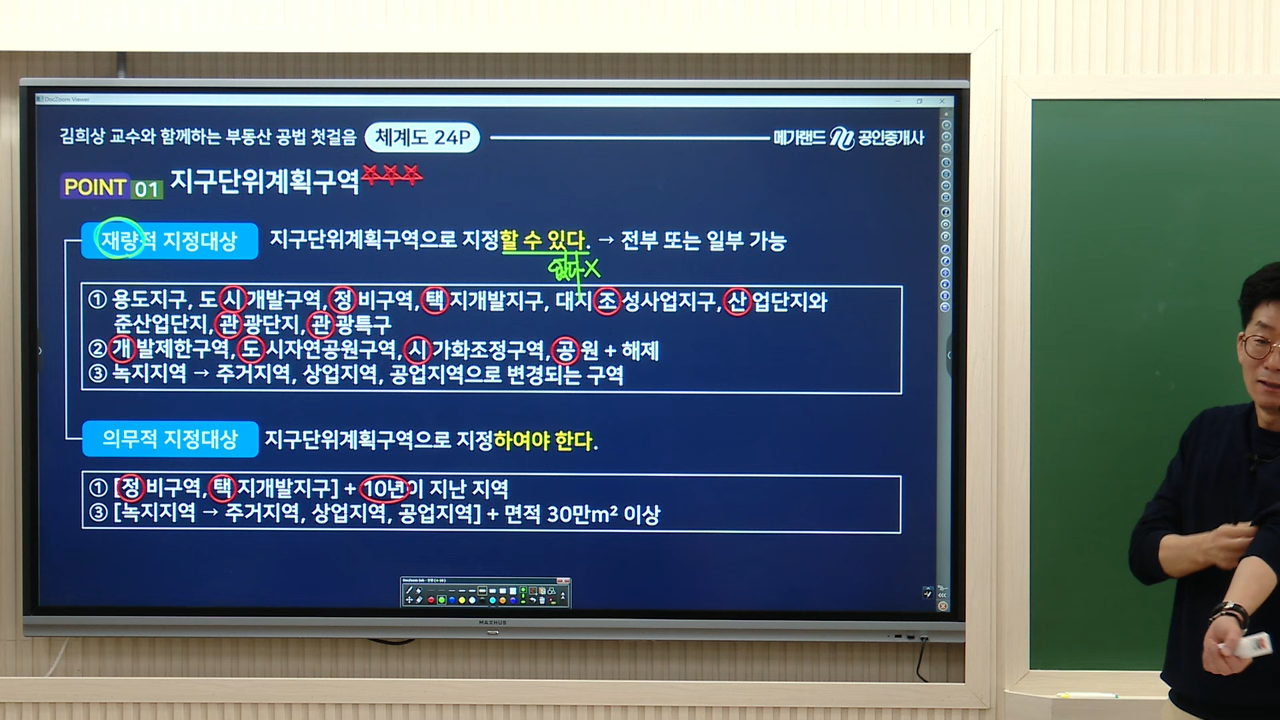 DocZoom Viewer
김희상 교수와 함께하는 부동산 공법 첫걸음 체계도 24P 메가랜드 공인중개사
POINT 01 지구단위계획구역
재량적 지정대상 지구단위계획구역으로 지정할 수 있다. → 전부 또는 일부 가능
없다 X
① 용도지구, 도시개발구역, 정비구역, 택지개발지구, 대지조성사업지구, 산업단지와
준산업단지, 관광단지, 관광특구
② 개발제한구역, 도시자연공원구역, 시가화조정구역, 공원 + 해제
③ 녹지지역 → 주거지역, 상업지역, 공업지역으로 변경되는 구역
의무적 지정대상 지구단위계획구역으로 지정하여야 한다.
① [정비구역, 택지개발지구] + 10년이 지난 지역
③ [녹지지역 → 주거지역, 상업지역, 공업지역] + 면적 30만m² 이상
MAXHUB